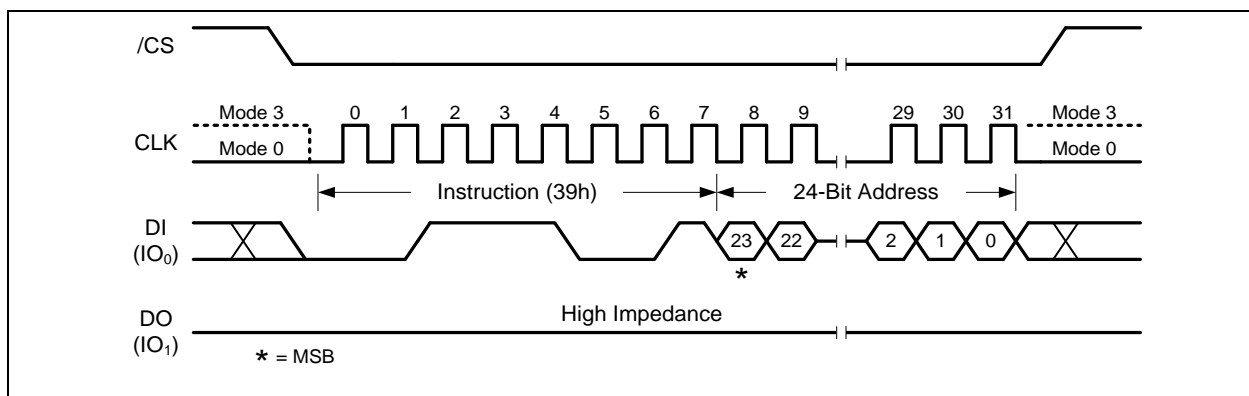 /CS
Mode 3 0 1 2 3 4 5 6 7 8 9 29 30 31 Mode 3
CLK
Mode 0 Mode 0
Instruction (39h) 24-Bit Address
DI
(IO₀)
23 22 2 1 0
*
DO
(IO₁)
High Impedance
* = MSB